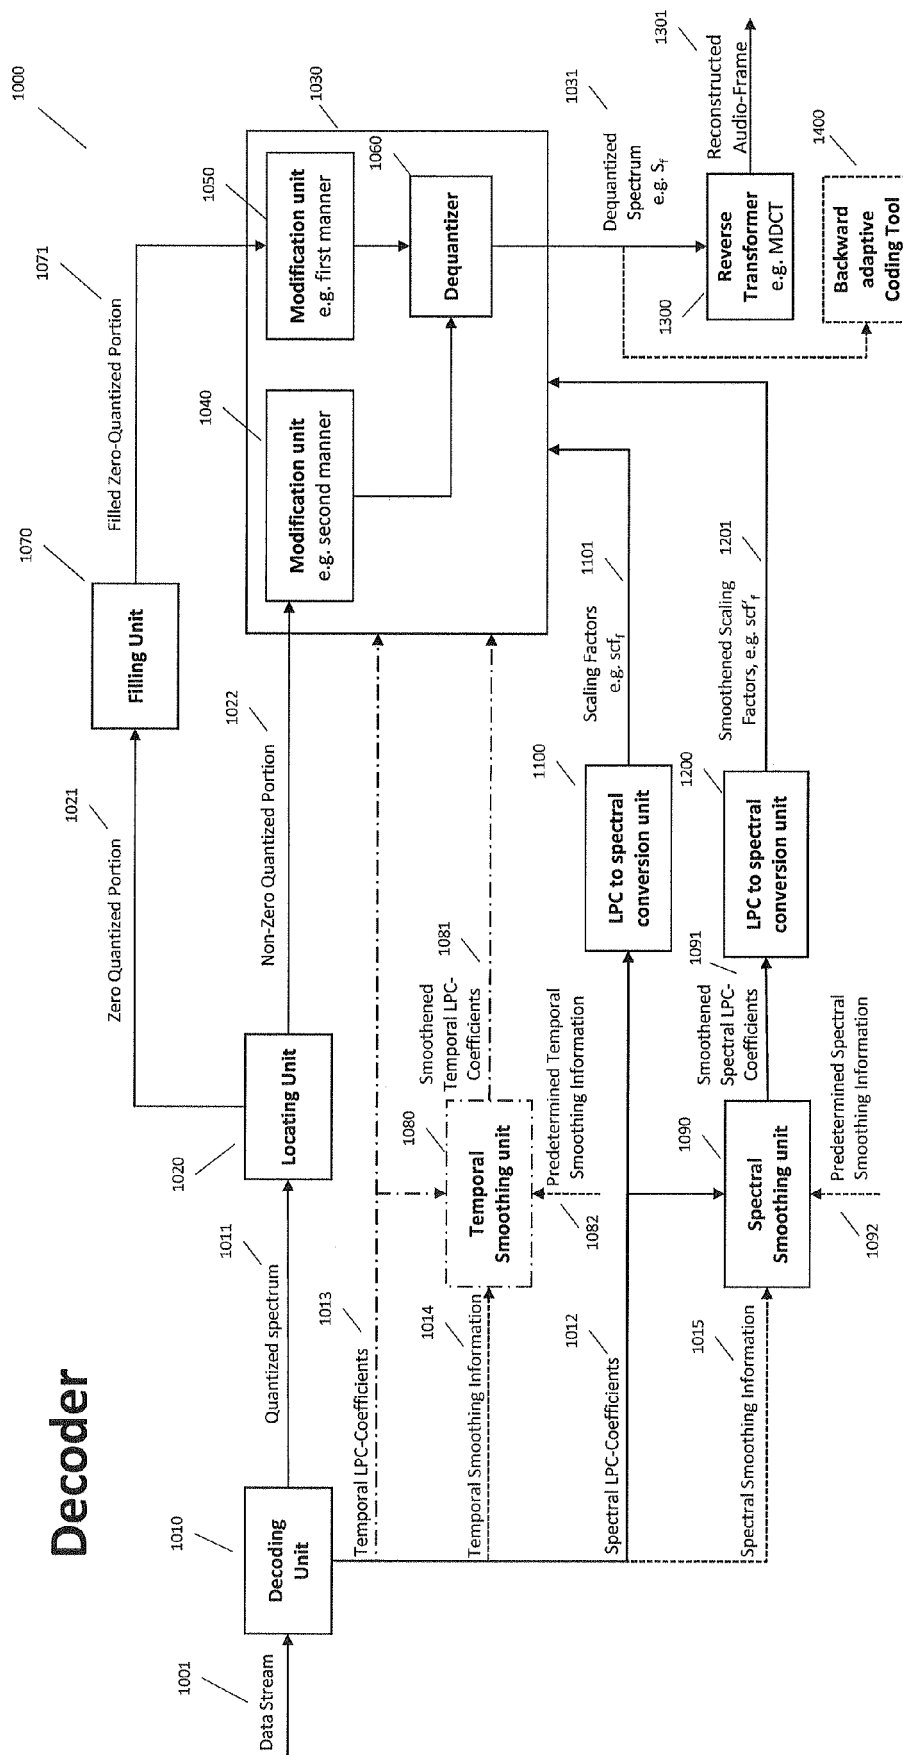 Decoder
1000
1001
Data Stream
1010
Decoding
Unit
1011
Quantized spectrum
1020
Locating Unit
1021
Zero Quantized Portion
1070
Filling Unit
1071
Filled Zero-Quantized Portion
1022
Non-Zero Quantized Portion
1030
1040
Modification unit
e.g. second manner
1050
Modification unit
e.g. first manner
1060
Dequantizer
1013
Temporal LPC-Coefficients
1014
Temporal Smoothing Information
1080
Temporal
Smoothing unit
1081
Smoothened
Temporal LPC-
Coefficients
Predetermined Temporal
Smoothing Information
1082
1012
Spectral LPC-Coefficients
1100
LPC to spectral
conversion unit
Scaling Factors
e.g. scf_f
1101
1015
Spectral Smoothing Information
1090
Spectral
Smoothing unit
Smoothened
Spectral LPC-
Coefficients
1091
Predetermined Spectral
Smoothing Information
1092
1200
LPC to spectral
conversion unit
Smoothened Scaling
Factors, e.g. scf'_f
1201
1031
Dequantized
Spectrum
e.g. S_f
1300
Reverse
Transformer
e.g. MDCT
1301
Reconstructed
Audio-Frame
1400
Backward
adaptive
Coding Tool